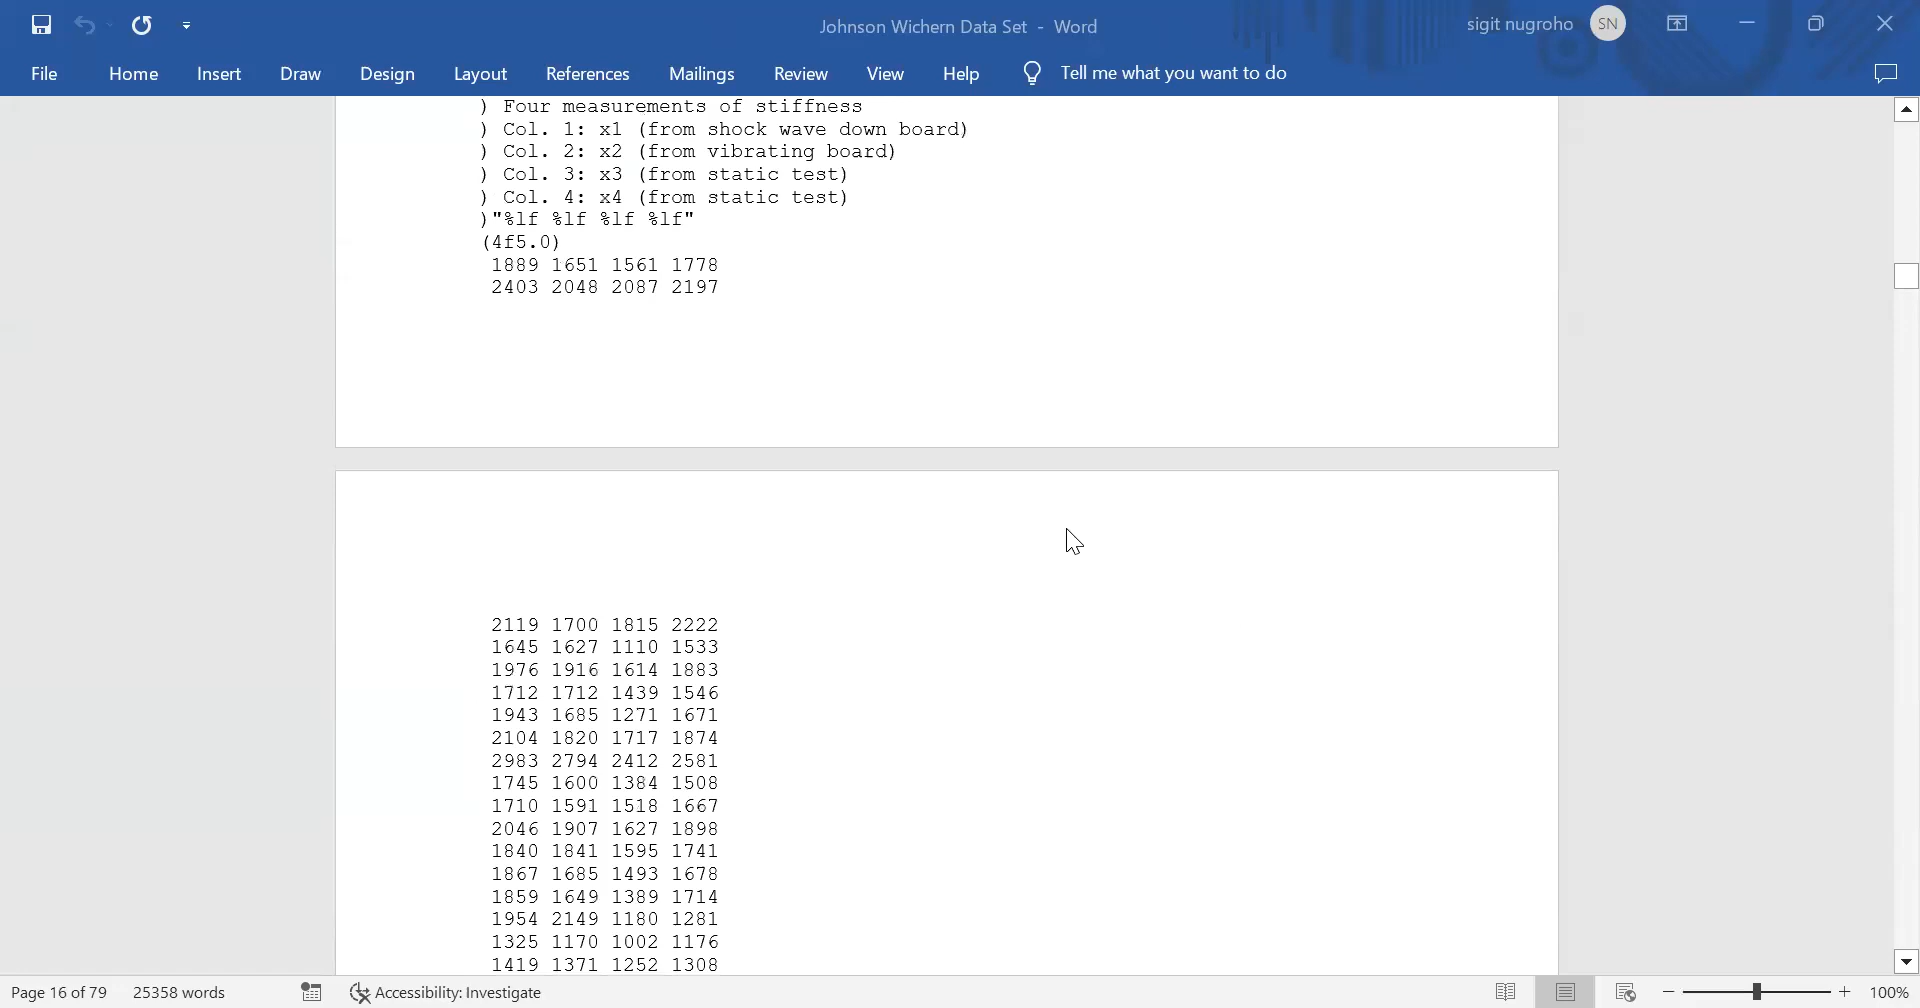 Johnson Wichern Data Set - Word
sigit nugroho
SN
File Home Insert Draw Design Layout References Mailings Review View Help Tell me what you want to do
) Four measurements of stiffness
) Col. 1: x1 (from shock wave down board)
) Col. 2: x2 (from vibrating board)
) Col. 3: x3 (from static test)
) Col. 4: x4 (from static test)
)"%lf %lf %lf %lf"
(4f5.0)
1889 1651 1561 1778
2403 2048 2087 2197
2119 1700 1815 2222
1645 1627 1110 1533
1976 1916 1614 1883
1712 1712 1439 1546
1943 1685 1271 1671
2104 1820 1717 1874
2983 2794 2412 2581
1745 1600 1384 1508
1710 1591 1518 1667
2046 1907 1627 1898
1840 1841 1595 1741
1867 1685 1493 1678
1859 1649 1389 1714
1954 2149 1180 1281
1325 1170 1002 1176
1419 1371 1252 1308
Page 16 of 79 25358 words Accessibility: Investigate 100%